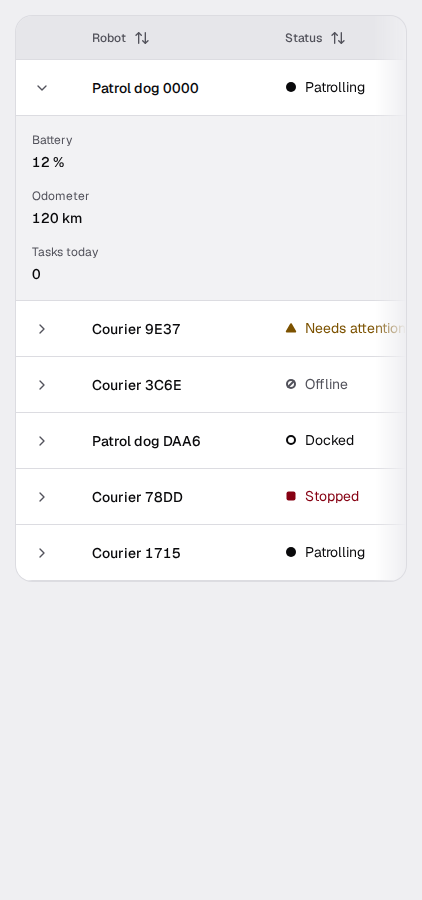 Robot Status
Patrol dog 0000 Patrolling
Battery
12 %
Odometer
120 km
Tasks today
0
Courier 9E37 Needs attention
Courier 3C6E Offline
Patrol dog DAA6 Docked
Courier 78DD Stopped
Courier 1715 Patrolling